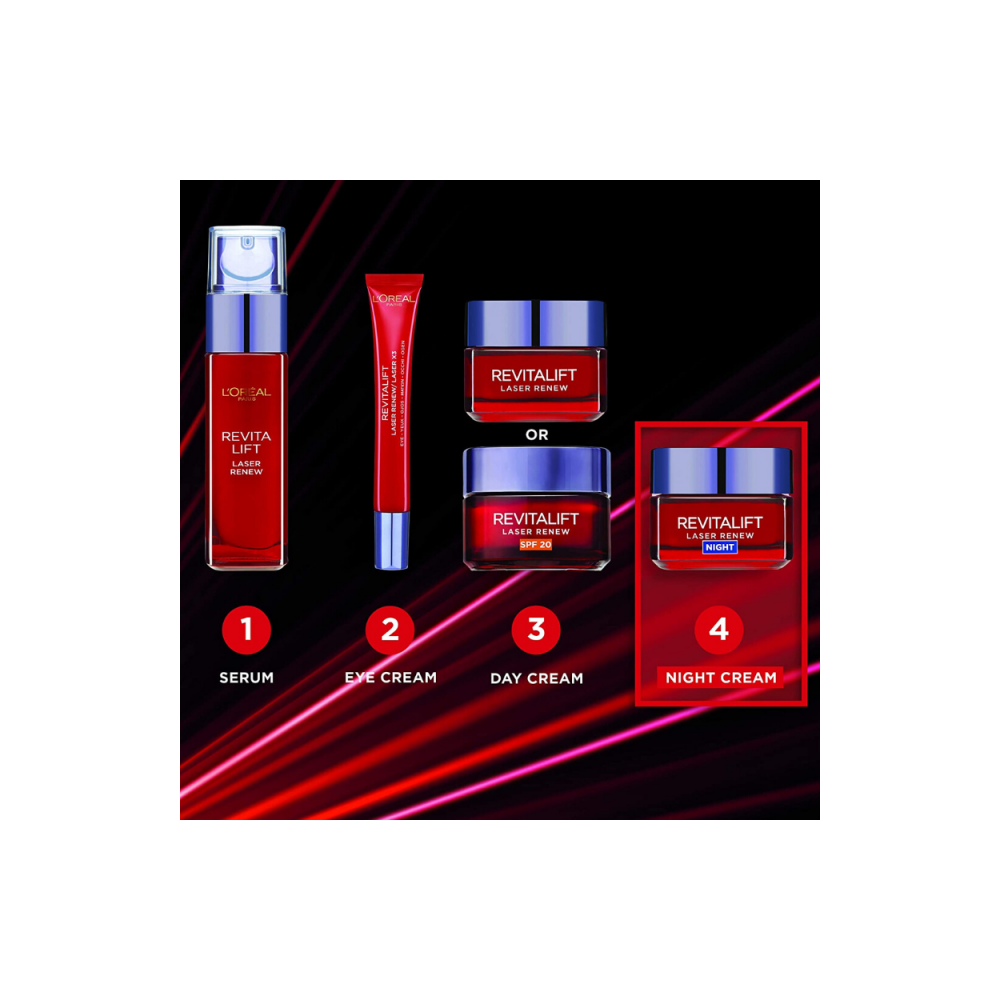 L'ORÉAL
PARIS
REVITA
LIFT
LASER
RENEW
1
SERUM
L'ORÉAL
PARIS
REVITALIFT
LASER RENEW/ LASER X3
2
EYE CREAM
REVITALIFT
LASER RENEW
OR
REVITALIFT
LASER RENEW
SPF 20
3
DAY CREAM
REVITALIFT
LASER RENEW
NIGHT
4
NIGHT CREAM